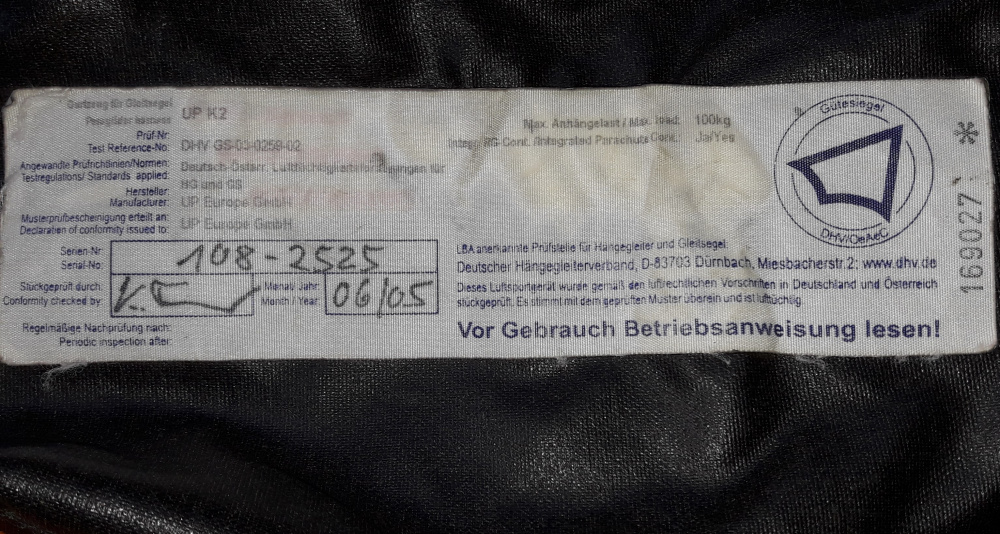 Gurtzeug für Gleitsegel
Paraglider harness
UP K2
Prüf-Nr:
Test Reference-No:
DHV GS-03-0259-02
Angewandte Prüfrichtlinien/Normen:
Testregulations/ Standards applied:
Deutsch-Österr. Lufttüchtigkeitsforderungen für
HG und GS
Hersteller:
Manufacturer:
UP Europe GmbH
Musterprüfbescheinigung erteilt an:
Declaration of conformity issued to:
UP Europe GmbH
Serien-Nr
Serial-No:
108-2525
Stückgeprüft durch:
Conformity checked by:
Monat/ Jahr:
Month / Year:
06/05
Regelmäßige Nachprüfung nach:
Periodic inspection after:
Max. Anhängelast / Max. load:
100kg
Integr. RG-Cont. /Integrated Parachute Cont.:
Ja/Yes
LBA anerkannte Prüfstelle für Hängegleiter und Gleitsegel:
Deutscher Hängegleiterverband, D-83703 Dürnbach, Miesbacherstr.2; www.dhv.de
Dieses Luftsportgerät wurde gemäß den luftrechtlichen Vorschriften in Deutschland und Österreich
stückgeprüft. Es stimmt mit dem geprüften Muster überein und ist lufttüchtig.
Vor Gebrauch Betriebsanweisung lesen!
Gütesiegel
DHV/OeAeC
169027 *